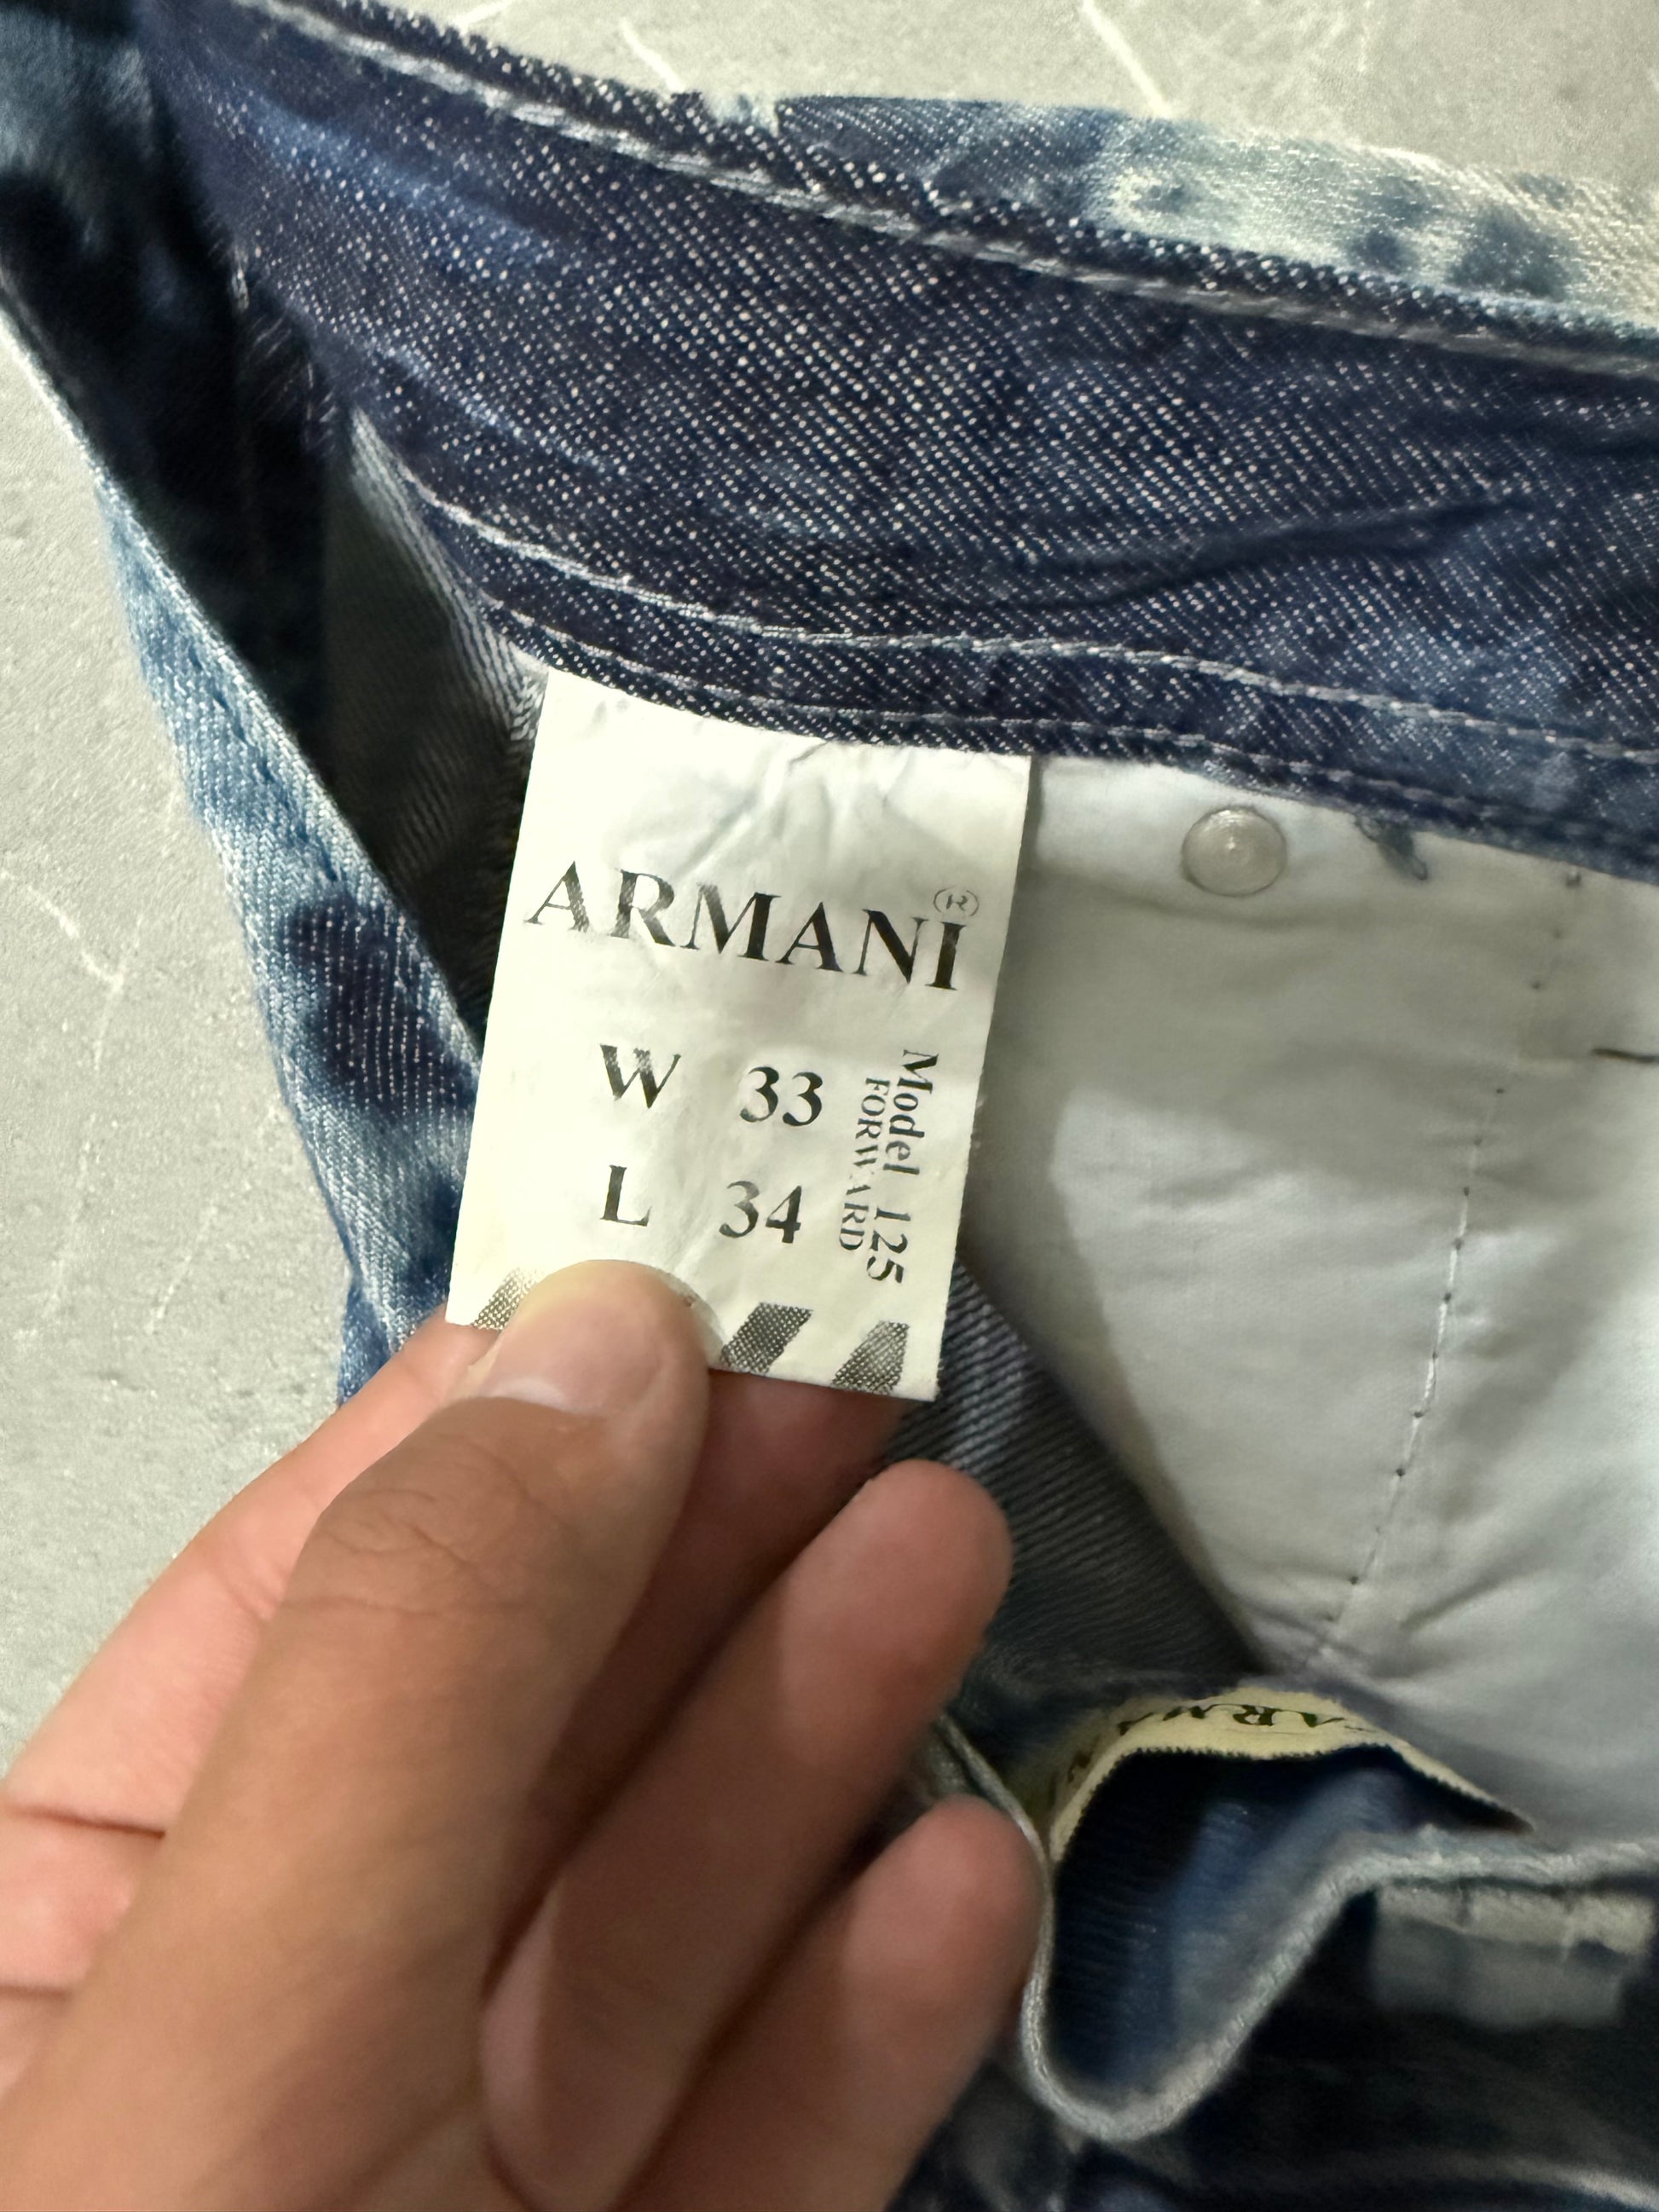 ARMANI®
W 33
L 34
Model 125
FORWARD